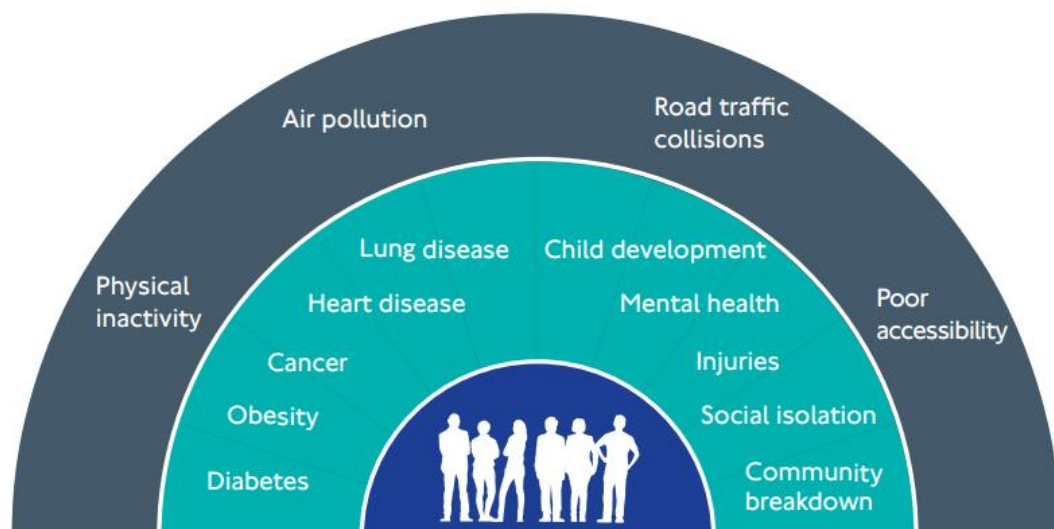 Air pollution
Road traffic
collisions
Physical
inactivity
Poor
accessibility
Lung disease
Child development
Heart disease
Mental health
Cancer
Injuries
Obesity
Social isolation
Diabetes
Community
breakdown